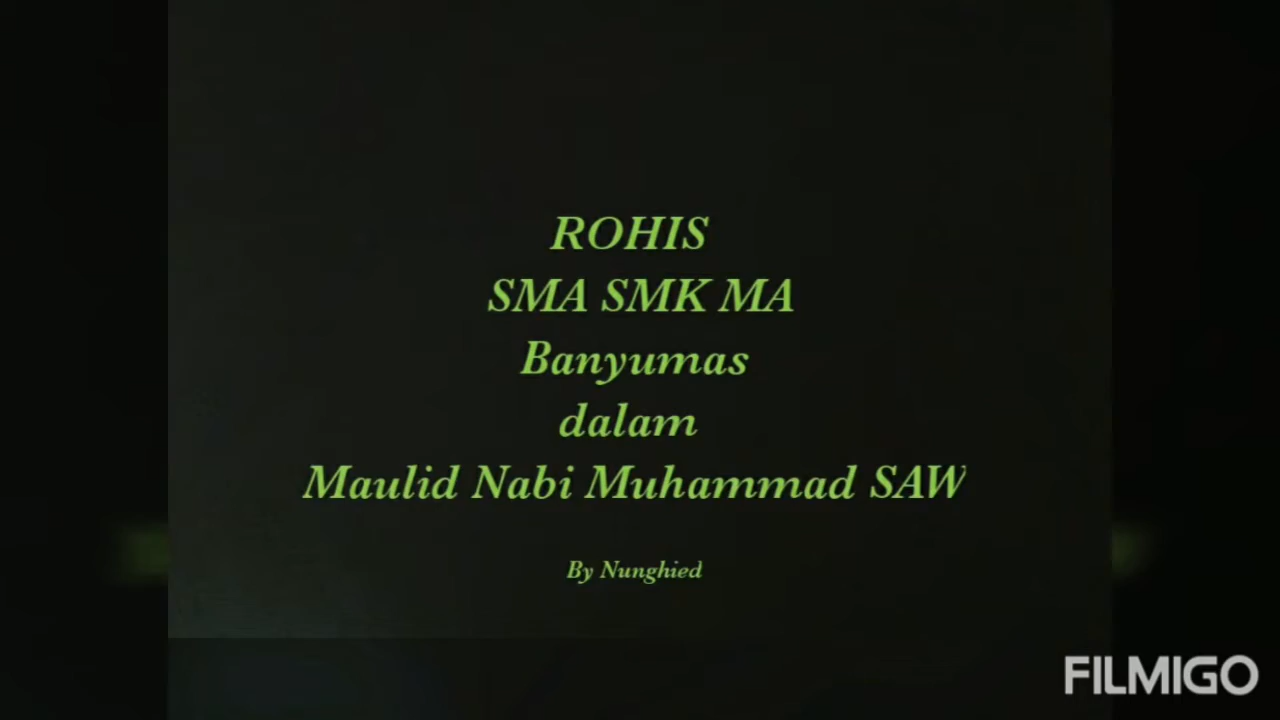 ROHIS
SMA SMK MA
Banyumas
dalam
Maulid Nabi Muhammad SAW
By Nunghied
FILMIGO